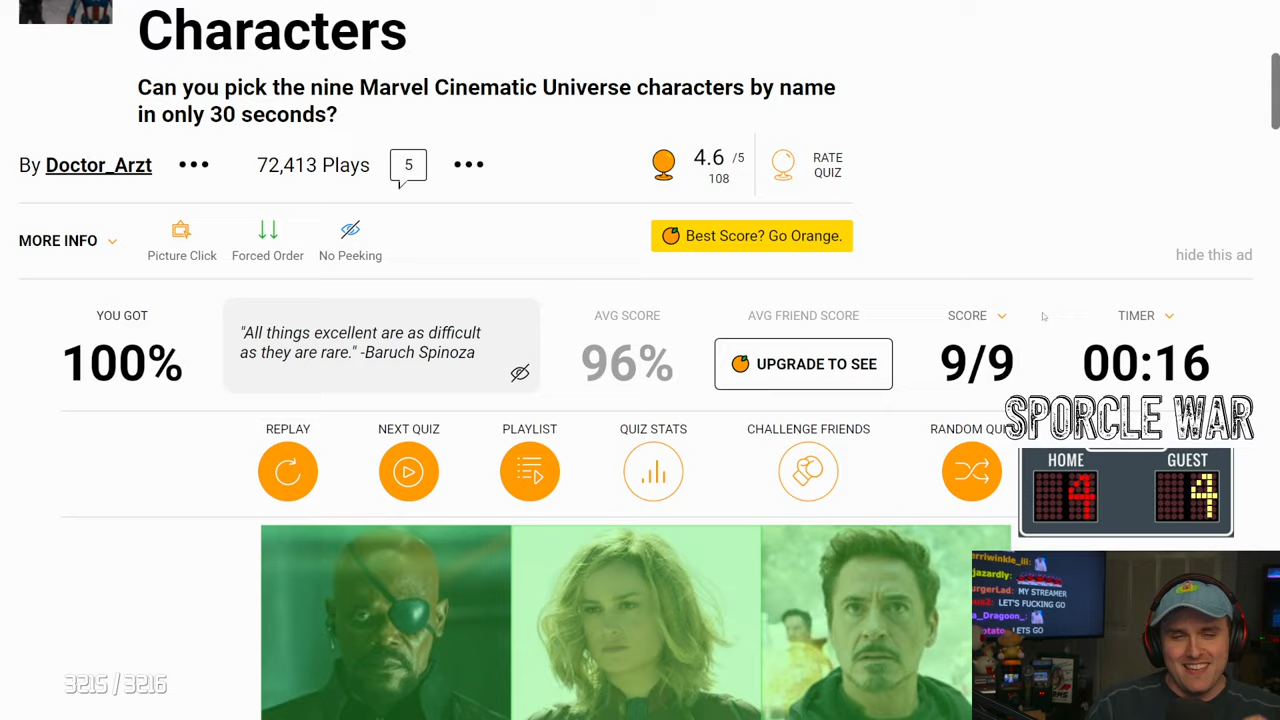 Characters
Can you pick the nine Marvel Cinematic Universe characters by name
in only 30 seconds?
By Doctor_Arzt
72,413 Plays
5
4.6 /5
108
RATE
QUIZ
MORE INFO
Picture Click
Forced Order
No Peeking
Best Score? Go Orange.
hide this ad
YOU GOT
100%
"All things excellent are as difficult
as they are rare." -Baruch Spinoza
AVG SCORE
96%
AVG FRIEND SCORE
UPGRADE TO SEE
SCORE
9/9
TIMER
00:16
SPORCLE WAR
HOME
4
GUEST
4
REPLAY
NEXT QUIZ
PLAYLIST
QUIZ STATS
CHALLENGE FRIENDS
RANDOM QUI
MY STREAMER
LET'S FUCKING GO
LETS GO
3215 / 3216